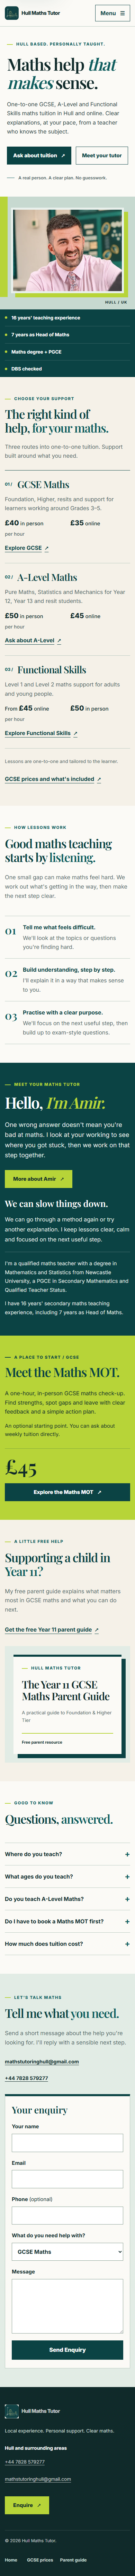 Hull Maths Tutor
Menu
HULL BASED. PERSONALLY TAUGHT.
Maths help that
makes sense.
One-to-one GCSE, A-Level and Functional
Skills maths tuition in Hull and online. Clear
explanations, at your pace, from a teacher
who knows the subject.
Ask about tuition ↗
Meet your tutor
A real person. A clear plan. No guesswork.
HULL / UK
16 years' teaching experience
7 years as Head of Maths
Maths degree + PGCE
DBS checked
CHOOSE YOUR SUPPORT
The right kind of
help, for your maths.
Three routes into one-to-one tuition. Support
built around what you need.
01 / GCSE Maths
Foundation, Higher, resits and support for
learners working around Grades 3–5.
£40 in person
£35 online
per hour
Explore GCSE ↗
02 / A-Level Maths
Pure Maths, Statistics and Mechanics for Year
12, Year 13 and resit students.
£50 in person
£45 online
per hour
Ask about A-Level ↗
03 / Functional Skills
Level 1 and Level 2 maths support for adults
and young people.
From £45 online
£50 in person
per hour
Explore Functional Skills ↗
Lessons are one-to-one and tailored to the learner.
GCSE prices and what's included ↗
HOW LESSONS WORK
Good maths teaching
starts by listening.
One small gap can make maths feel hard. We
work out what's getting in the way, then make
the next step clear.
01
Tell me what feels difficult.
We'll look at the topics or questions
you're finding hard.
02
Build understanding, step by step.
I'll explain it in a way that makes sense
to you.
03
Practise with a clear purpose.
We'll focus on the next useful step, then
build up to exam-style questions.
MEET YOUR MATHS TUTOR
Hello, I'm Amir.
One wrong answer doesn't mean you're
bad at maths. I look at your working to see
where you got stuck, then we work on that
step together.
More about Amir ↗
We can slow things down.
We can go through a method again or try
another explanation. I keep lessons clear, calm
and focused on the next useful step.
I'm a qualified maths teacher with a degree in
Mathematics and Statistics from Newcastle
University, a PGCE in Secondary Mathematics and
Qualified Teacher Status.
I have 16 years' secondary maths teaching
experience, including 7 years as Head of Maths.
A PLACE TO START / GCSE
Meet the Maths MOT.
A one-hour, in-person GCSE maths check-up.
Find strengths, spot gaps and leave with clear
feedback and a simple action plan.
An optional starting point. You can ask about
weekly tuition directly.
£45
Explore the Maths MOT ↗
A LITTLE FREE HELP
Supporting a child in
Year 11?
My free parent guide explains what matters
most in GCSE maths and what you can do
next.
Get the free Year 11 parent guide ↗
HULL MATHS TUTOR
The Year 11 GCSE
Maths Parent Guide
A practical guide to Foundation & Higher
Tier
Free parent resource
GOOD TO KNOW
Questions, answered.
Where do you teach? +
What ages do you teach? +
Do you teach A-Level Maths? +
Do I have to book a Maths MOT first? +
How much does tuition cost? +
LET'S TALK MATHS
Tell me what you need.
Send a short message about the help you're
looking for. I'll reply with a sensible next step.
mathstutoringhull@gmail.com
+44 7828 579277
Your enquiry
Your name
Email
Phone (optional)
What do you need help with?
GCSE Maths
Message
Send Enquiry
Hull Maths Tutor
Local experience. Personal support. Clear maths.
Hull and surrounding areas
+44 7828 579277
mathstutoringhull@gmail.com
Enquire ↗
© 2026 Hull Maths Tutor.
Home
GCSE prices
Parent guide